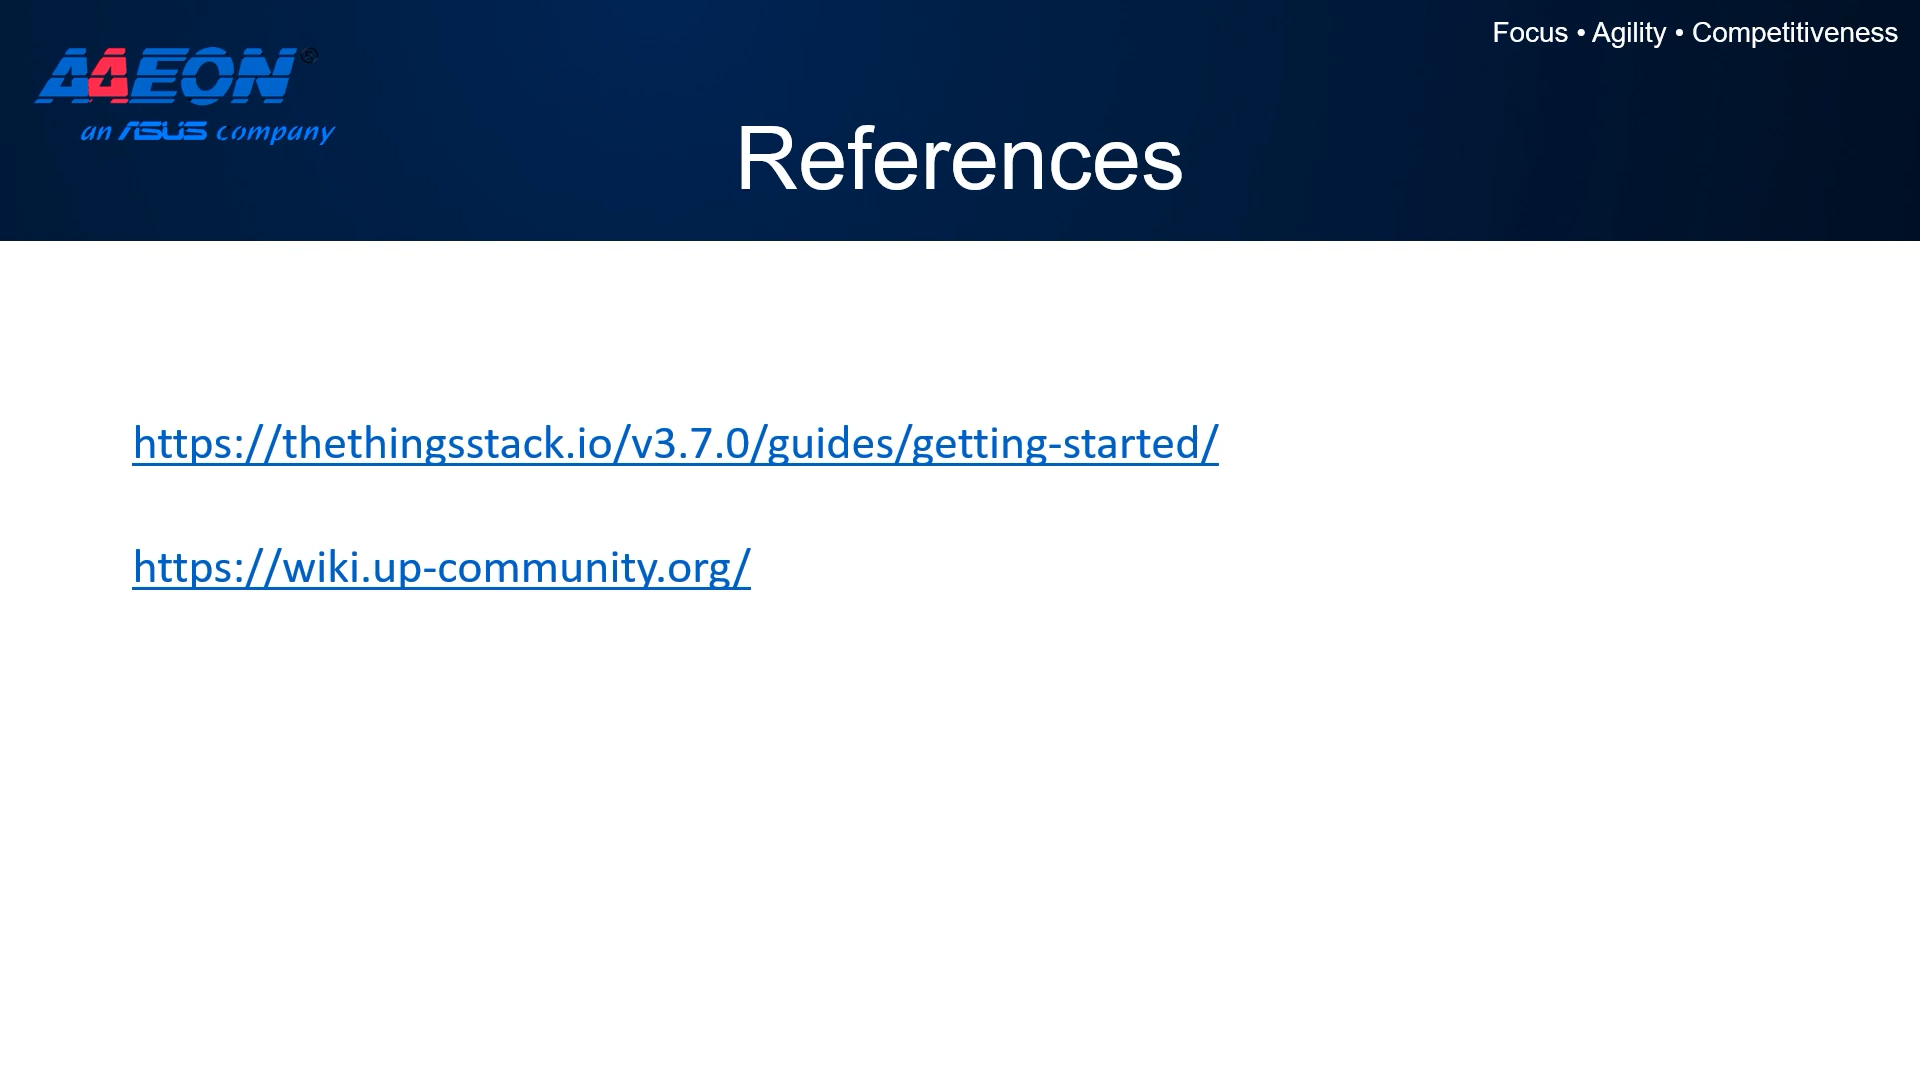 Focus • Agility • Competitiveness
AAEON®
an ASUS company
References
https://thethingsstack.io/v3.7.0/guides/getting-started/
https://wiki.up-community.org/